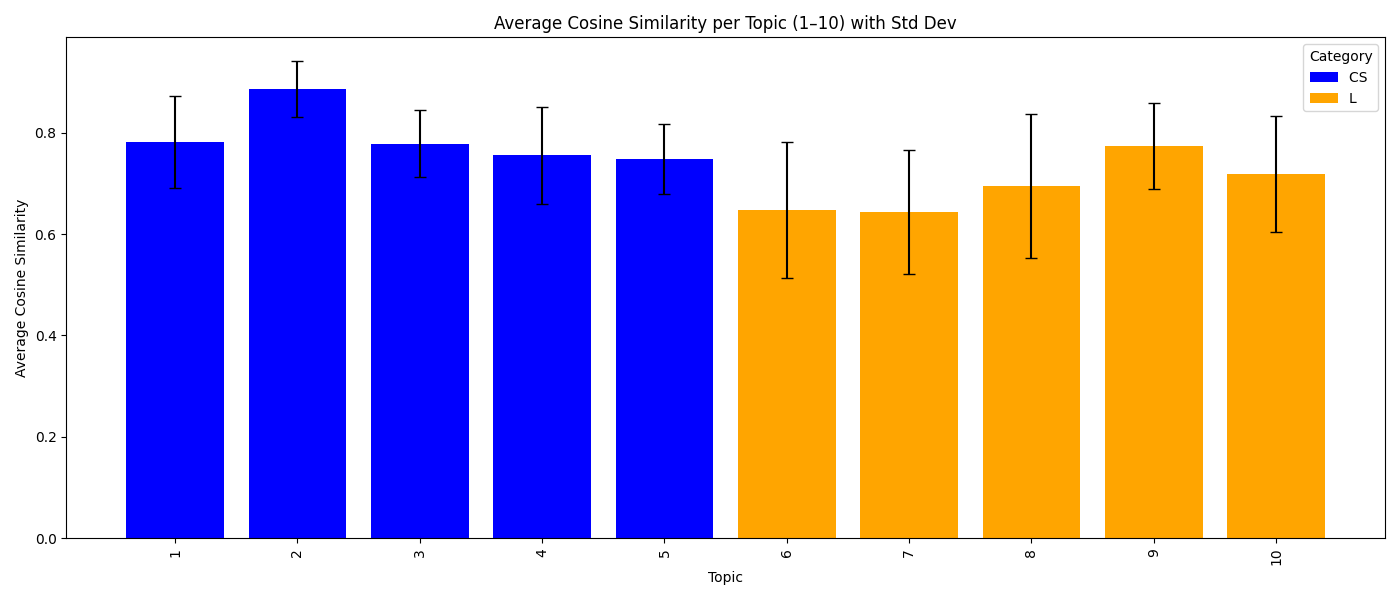 Average Cosine Similarity per Topic (1–10) with Std Dev
Category
CS
L
Average Cosine Similarity
0.8
0.6
0.4
0.2
0.0
1
2
3
4
5
6
7
8
9
10
Topic